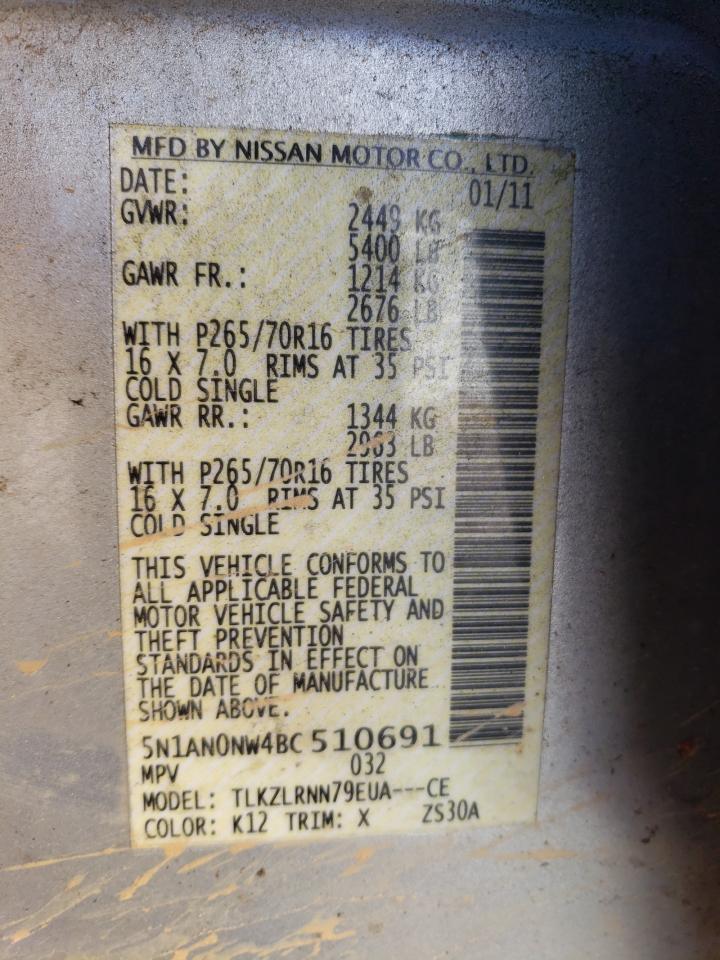 MFD BY NISSAN MOTOR CO., LTD.
DATE: 01/11
GVWR: 2449 KG
5400 LB
GAWR FR.: 1214 KG
2676 LB
WITH P265/70R16 TIRES
16 X 7.0 RIMS AT 35 PSI
COLD SINGLE
GAWR RR.: 1344 KG
2963 LB
WITH P265/70R16 TIRES
16 X 7.0 RIMS AT 35 PSI
COLD SINGLE
THIS VEHICLE CONFORMS TO
ALL APPLICABLE FEDERAL
MOTOR VEHICLE SAFETY AND
THEFT PREVENTION
STANDARDS IN EFFECT ON
THE DATE OF MANUFACTURE
SHOWN ABOVE.
5N1AN0NW4BC510691
MPV 032
MODEL: TLKZLRNN79EUA---CE
COLOR: K12 TRIM: X ZS30A